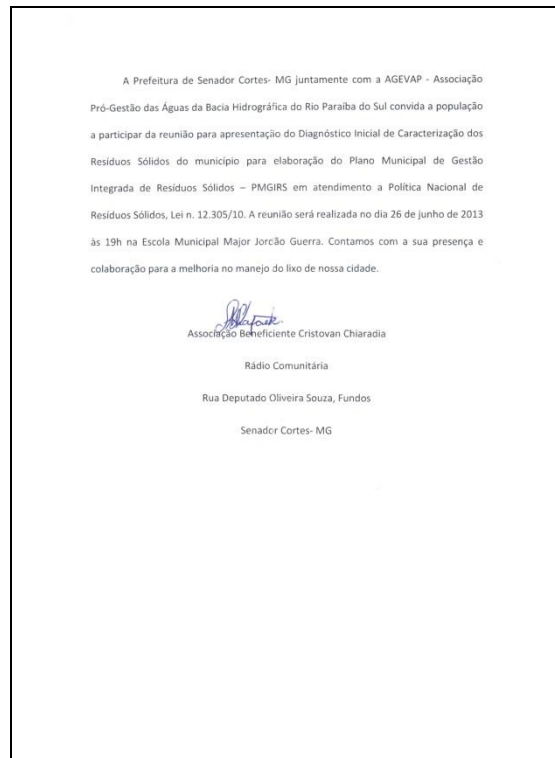 A Prefeitura de Senador Cortes- MG juntamente com a AGEVAP - Associação
Pró-Gestão das Águas da Bacia Hidrográfica do Rio Paraíba do Sul convida a população
a participar da reunião para apresentação do Diagnóstico Inicial de Caracterização dos
Resíduos Sólidos do município para elaboração do Plano Municipal de Gestão
Integrada de Resíduos Sólidos – PMGIRS em atendimento a Política Nacional de
Resíduos Sólidos, Lei n. 12.305/10. A reunião será realizada no dia 26 de junho de 2013
às 19h na Escola Municipal Major Jorcão Guerra. Contamos com a sua presença e
colaboração para a melhoria no manejo do lixo de nossa cidade.
Associação Beneficiente Cristovan Chiaradia
Rádio Comunitária
Rua Deputado Oliveira Souza, Fundos
Senador Cortes- MG